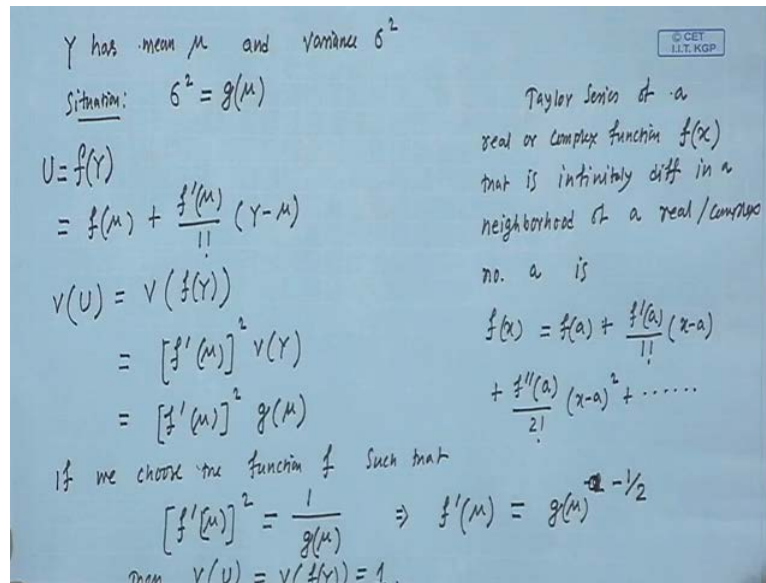 Y has mean μ and variance σ²
© CET
I.I.T. KGP
Situation: σ² = g(μ)
U = f(Y)
= f(μ) + f'(μ)/1! (Y-μ)
V(U) = V(f(Y))
= [f'(μ)]² V(Y)
= [f'(μ)]² g(μ)
Taylor Series of a
real or complex function f(x)
that is infinitely diff in a
neighborhood of a real/complex
no. a is
f(x) = f(a) + f'(a)/1! (x-a)
+ f''(a)/2! (x-a)² + ......
If we choose the function f such that
[f'(μ)]² = 1/g(μ) ⇒ f'(μ) = g(μ)^-1/2
Then V(U) = V(f(Y)) = 1.